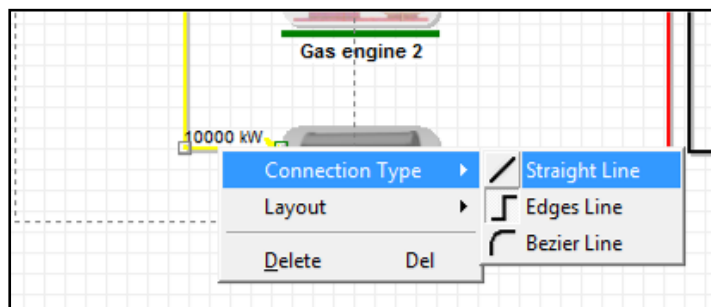 Gas engine 2
10000 kW
Connection Type
Straight Line
Layout
Edges Line
Bezier Line
Delete Del